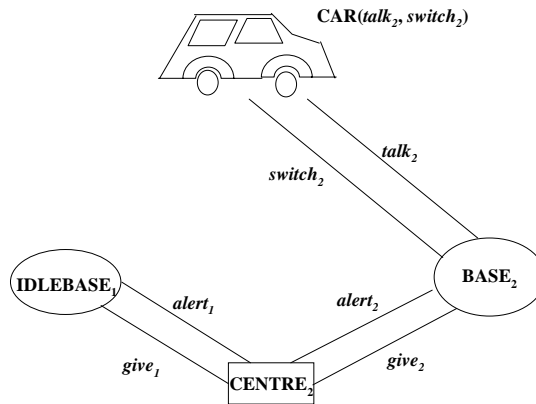 CAR(talk₂, switch₂)
talk₂
switch₂
IDLEBASE₁
BASE₂
alert₁
alert₂
give₁
give₂
CENTRE₂